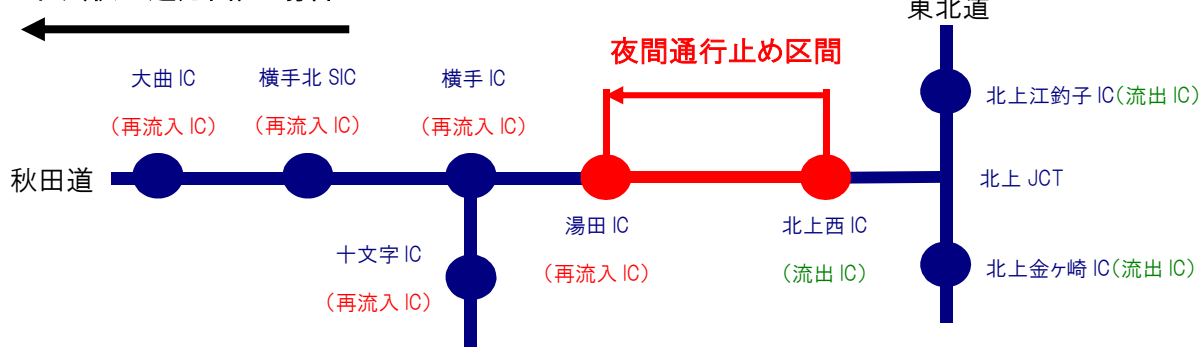 東北道
夜間通行止め区間
大曲 IC
(再流入 IC)
横手北 SIC
(再流入 IC)
横手 IC
(再流入 IC)
北上江釣子 IC(流出 IC)
秋田道
北上 JCT
湯田 IC
(再流入 IC)
北上西 IC
(流出 IC)
十文字 IC
(再流入 IC)
北上金ヶ崎 IC(流出 IC)